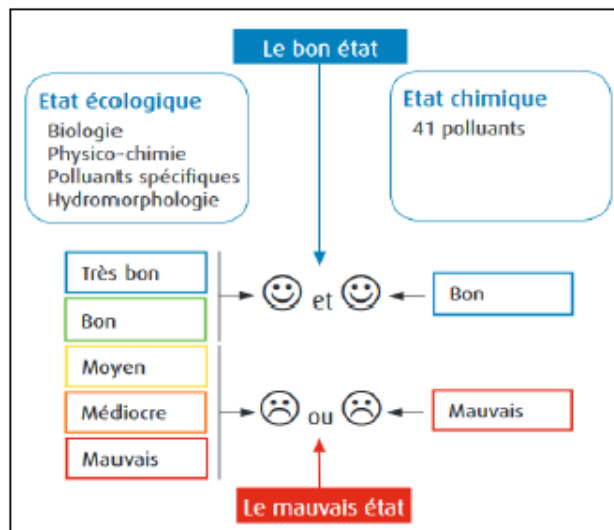 Le bon état
Etat écologique
Biologie
Physico-chimie
Polluants spécifiques
Hydromorphologie
Etat chimique
41 polluants
Très bon
Bon
et
Bon
Moyen
Médiocre
Mauvais
ou
Mauvais
Le mauvais état